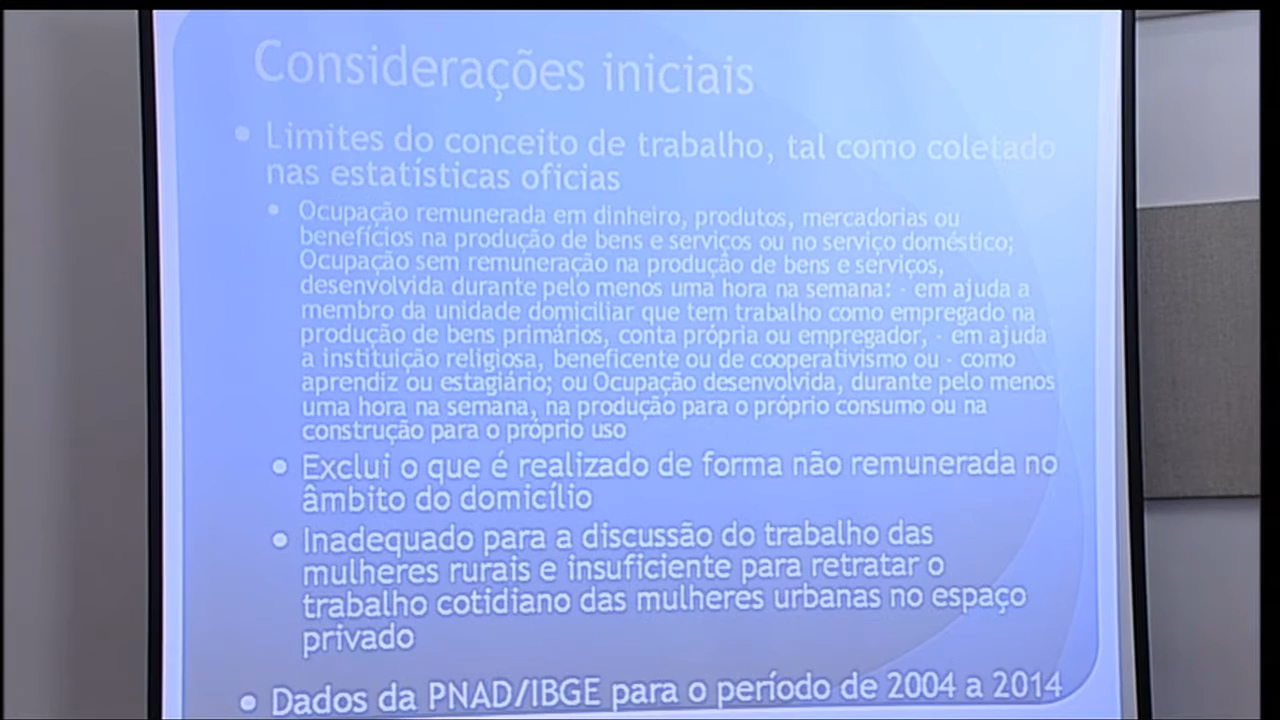 Considerações iniciais
• Limites do conceito de trabalho, tal como coletado
nas estatísticas oficias
• Ocupação remunerada em dinheiro, produtos, mercadorias ou
benefícios na produção de bens e serviços ou no serviço doméstico;
Ocupação sem remuneração na produção de bens e serviços,
desenvolvida durante pelo menos uma hora na semana: - em ajuda a
membro da unidade domiciliar que tem trabalho como empregado na
produção de bens primários, conta própria ou empregador, - em ajuda
a instituição religiosa, beneficente ou de cooperativismo ou - como
aprendiz ou estagiário; ou Ocupação desenvolvida, durante pelo menos
uma hora na semana, na produção para o próprio consumo ou na
construção para o próprio uso
• Exclui o que é realizado de forma não remunerada no
âmbito do domicílio
• Inadequado para a discussão do trabalho das
mulheres rurais e insuficiente para retratar o
trabalho cotidiano das mulheres urbanas no espaço
privado
• Dados da PNAD/IBGE para o período de 2004 a 2014